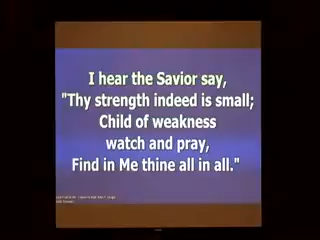 I hear the Savior say,
"Thy strength indeed is small;
Child of weakness
watch and pray,
Find in Me thine all in all."